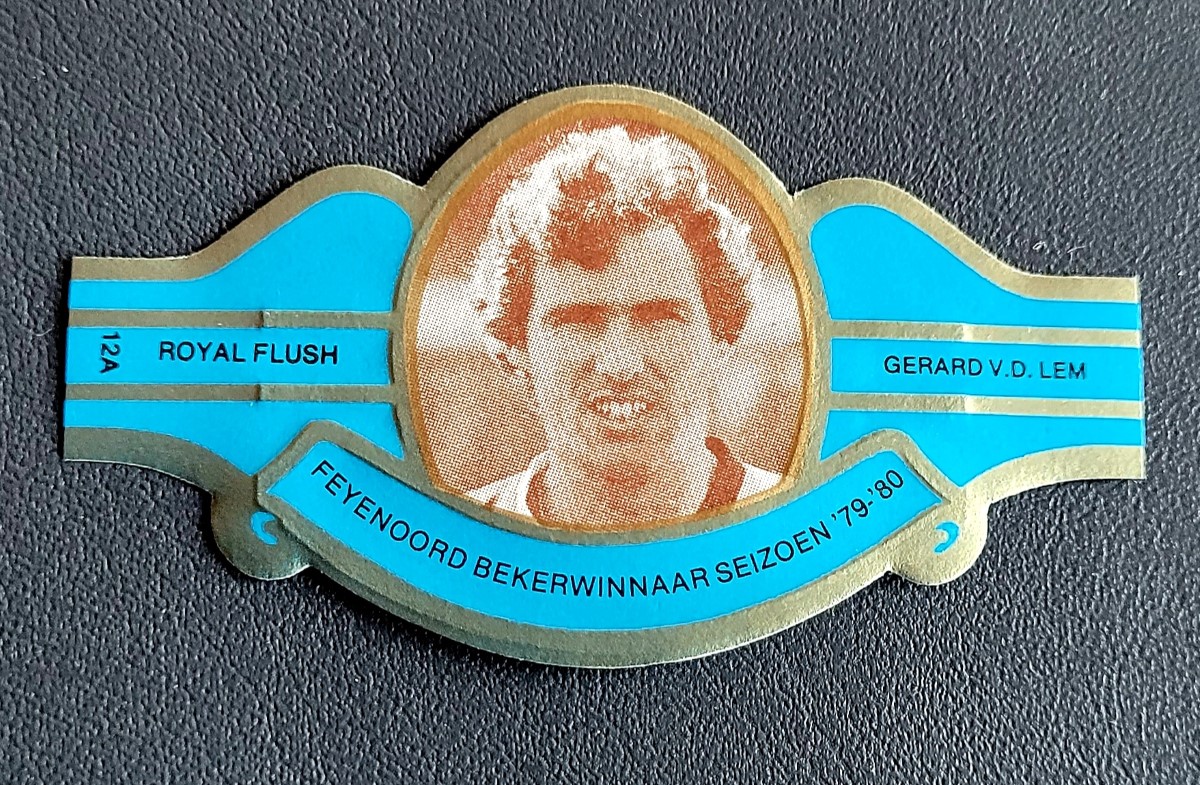 12A
ROYAL FLUSH
GERARD V.D. LEM
FEYENOORD BEKERWINNAAR SEIZOEN '79-'80